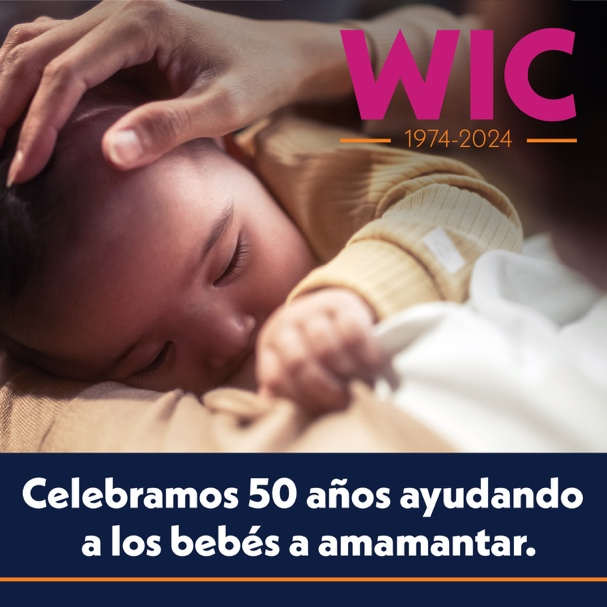 WIC
1974-2024
Celebramos 50 años ayudando
a los bebés a amamantar.